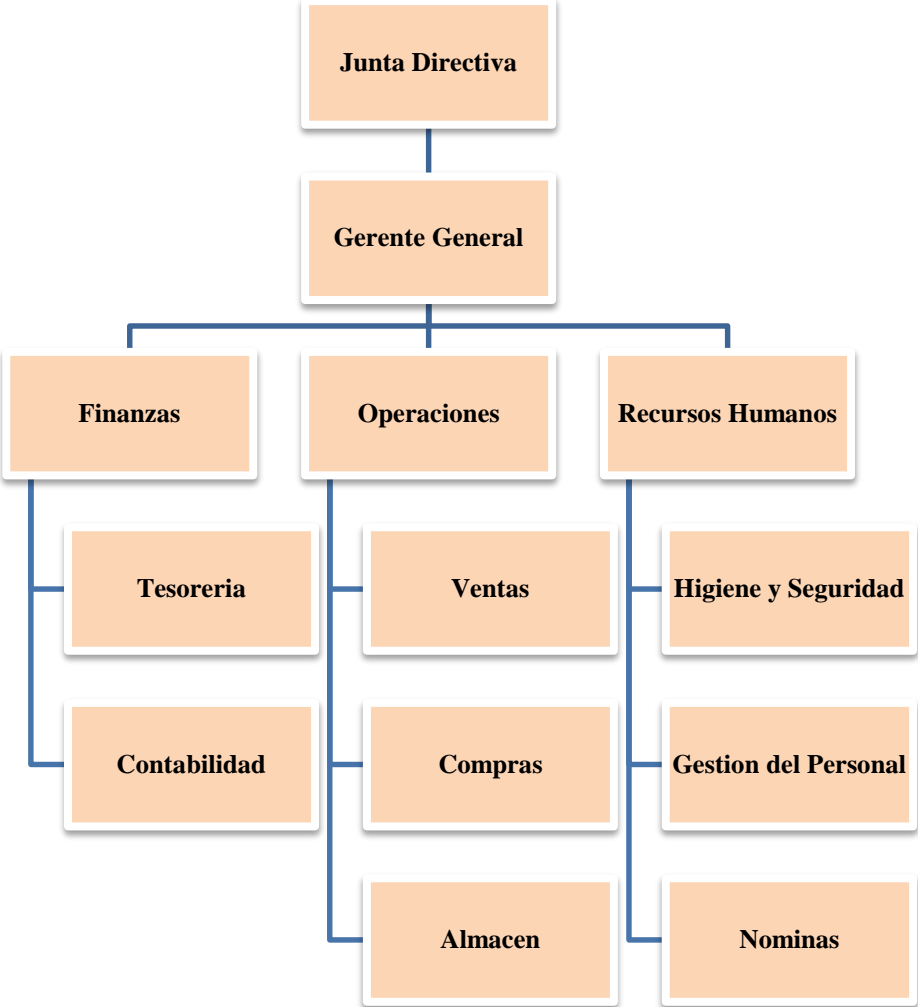 Junta Directiva
Gerente General
Finanzas
Operaciones
Recursos Humanos
Tesoreria
Ventas
Higiene y Seguridad
Contabilidad
Compras
Gestion del Personal
Almacen
Nominas